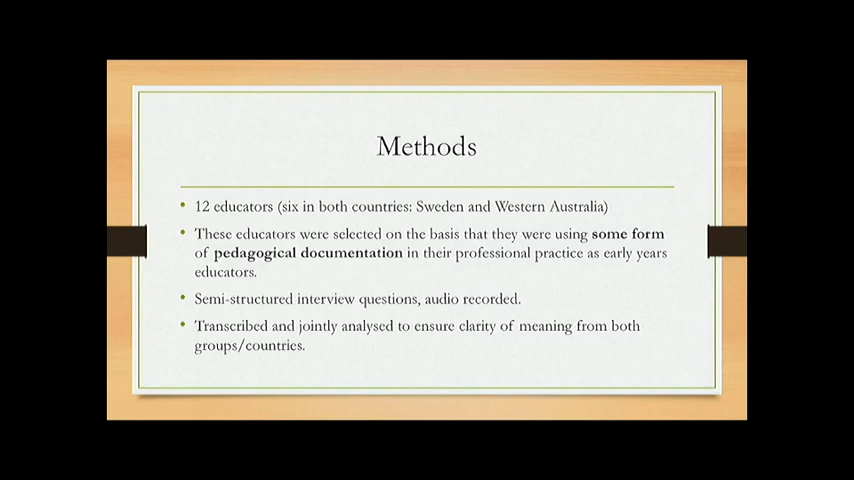 Methods
• 12 educators (six in both countries: Sweden and Western Australia)
• These educators were selected on the basis that they were using some form
of pedagogical documentation in their professional practice as early years
educators.
• Semi-structured interview questions, audio recorded.
• Transcribed and jointly analysed to ensure clarity of meaning from both
groups/countries.